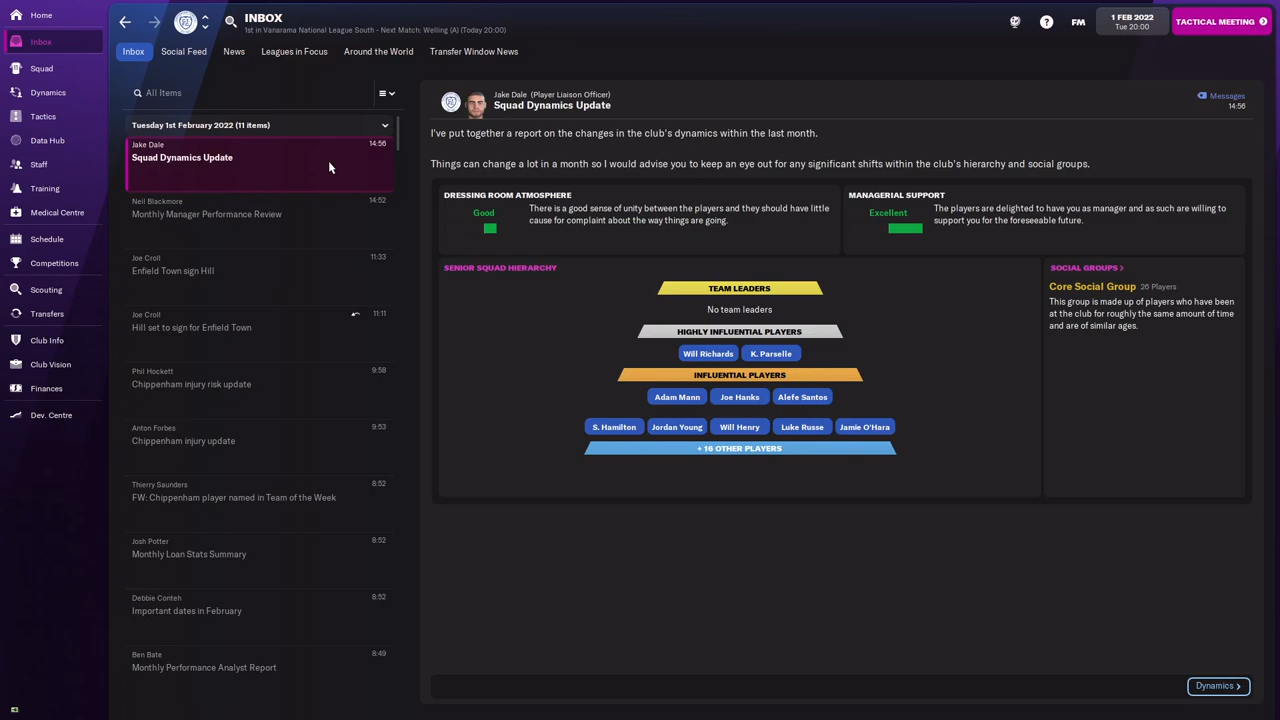 Home
Inbox
Squad
Dynamics
Tactics
Data Hub
Staff
Training
Medical Centre
Schedule
Competitions
Scouting
Transfers
Club Info
Club Vision
Finances
Dev. Centre
INBOX
1st in Vanarama National League South - Next Match: Welling (A) (Today 20:00)
FM
1 FEB 2022
Tue 20:00
TACTICAL MEETING
Inbox
Social Feed
News
Leagues in Focus
Around the World
Transfer Window News
All Items
Tuesday 1st February 2022 (11 items)
Jake Dale 14:56
Squad Dynamics Update
Neil Blackmore 14:52
Monthly Manager Performance Review
Joe Croll 11:33
Enfield Town sign Hill
Joe Croll 11:11
Hill set to sign for Enfield Town
Phil Hockett 9:58
Chippenham injury risk update
Anton Forbes 9:53
Chippenham injury update
Thierry Saunders 8:52
FW: Chippenham player named in Team of the Week
Josh Potter 8:52
Monthly Loan Stats Summary
Debbie Conteh 8:52
Important dates in February
Ben Bate 8:49
Monthly Performance Analyst Report
Jake Dale (Player Liaison Officer)
Squad Dynamics Update
Messages
14:56
I've put together a report on the changes in the club's dynamics within the last month.
Things can change a lot in a month so I would advise you to keep an eye out for any significant shifts within the club's hierarchy and social groups.
DRESSING ROOM ATMOSPHERE
Good
There is a good sense of unity between the players and they should have little
cause for complaint about the way things are going.
MANAGERIAL SUPPORT
Excellent
The players are delighted to have you as manager and as such are willing to
support you for the foreseeable future.
SENIOR SQUAD HIERARCHY
TEAM LEADERS
No team leaders
HIGHLY INFLUENTIAL PLAYERS
Will Richards K. Parselle
INFLUENTIAL PLAYERS
Adam Mann Joe Hanks Alefe Santos
S. Hamilton Jordan Young Will Henry Luke Russe Jamie O'Hara
+ 16 OTHER PLAYERS
SOCIAL GROUPS >
Core Social Group 26 Players
This group is made up of players who have been
at the club for roughly the same amount of time
and are of similar ages.
Dynamics >